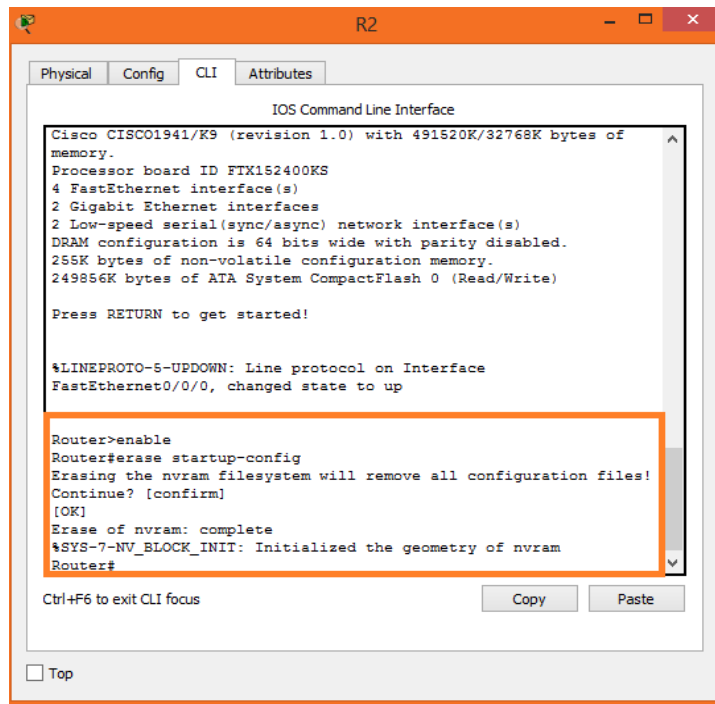 R2
Physical Config CLI Attributes
IOS Command Line Interface
Cisco CISCO1941/K9 (revision 1.0) with 491520K/32768K bytes of
memory.
Processor board ID FTX152400KS
4 FastEthernet interface(s)
2 Gigabit Ethernet interfaces
2 Low-speed serial(sync/async) network interface(s)
DRAM configuration is 64 bits wide with parity disabled.
255K bytes of non-volatile configuration memory.
249856K bytes of ATA System CompactFlash 0 (Read/Write)
Press RETURN to get started!
%LINEPROTO-5-UPDOWN: Line protocol on Interface
FastEthernet0/0/0, changed state to up
Router>enable
Router#erase startup-config
Erasing the nvram filesystem will remove all configuration files!
Continue? [confirm]
[OK]
Erase of nvram: complete
%SYS-7-NV_BLOCK_INIT: Initialized the geometry of nvram
Router#
Ctrl+F6 to exit CLI focus Copy Paste
Top